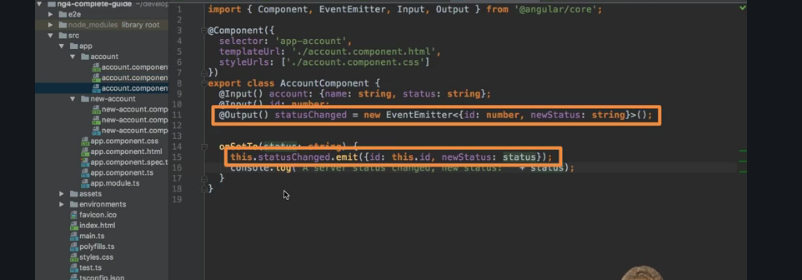 ng4-complete-guide ~/develop
e2e
node_modules library root
src
app
account
account.componen
account.componen
account.componen
new-account
new-account.comp
new-account.comp
new-account.comp
app.component.css
app.component.html
app.component.spec.t
app.component.ts
app.module.ts
assets
environments
favicon.ico
index.html
main.ts
polyfills.ts
styles.css
test.ts
tsconfig.json
1 import { Component, EventEmitter, Input, Output } from '@angular/core';
2
3 @Component({
4 selector: 'app-account',
5 templateUrl: './account.component.html',
6 styleUrls: ['./account.component.css']
7 })
8 export class AccountComponent {
9 @Input() account: {name: string, status: string};
10 @Input() id: number;
11 @Output() statusChanged = new EventEmitter<{id: number, newStatus: string}>();
12
14 onSetTo(status: string) {
15 this.statusChanged.emit({id: this.id, newStatus: status});
16 console.log('A server status changed, new status: ' + status);
17 }
18 }
19